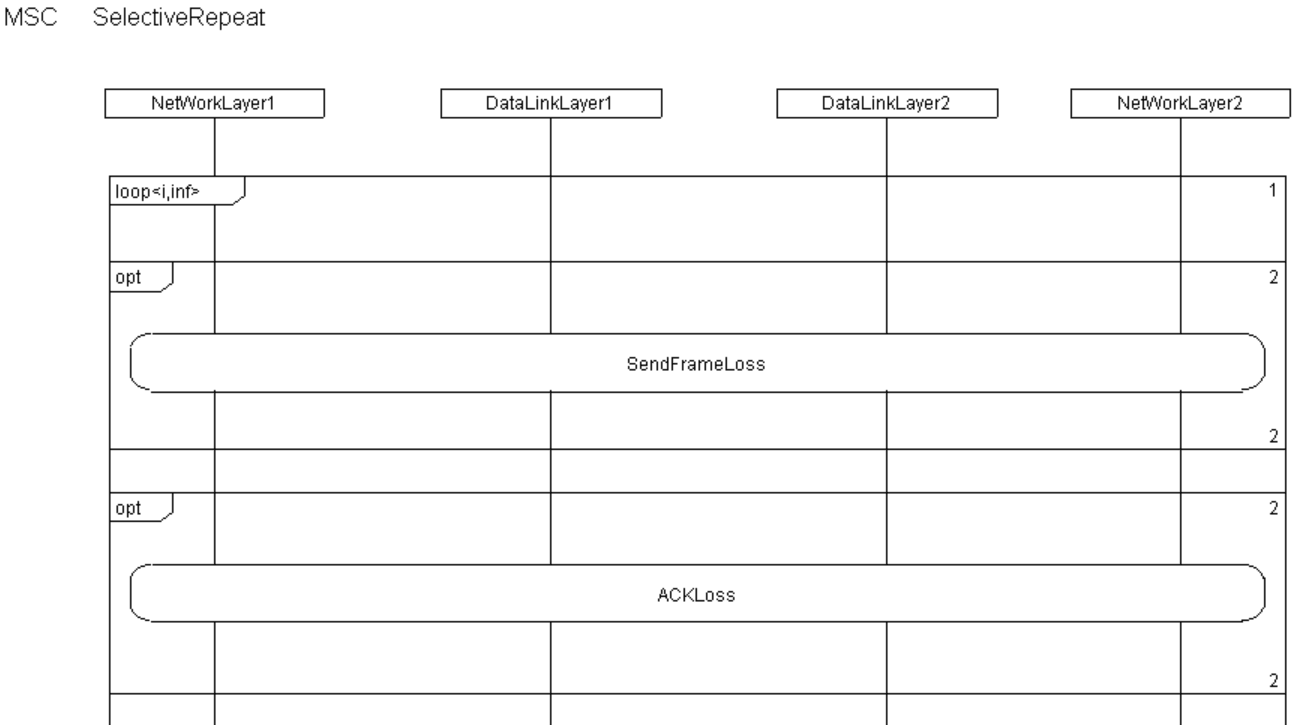 MSC SelectiveRepeat
NetWorkLayer1 DataLinkLayer1 DataLinkLayer2 NetWorkLayer2
loop<i,inf> 1
opt 2
SendFrameLoss
2
opt 2
ACKLoss
2